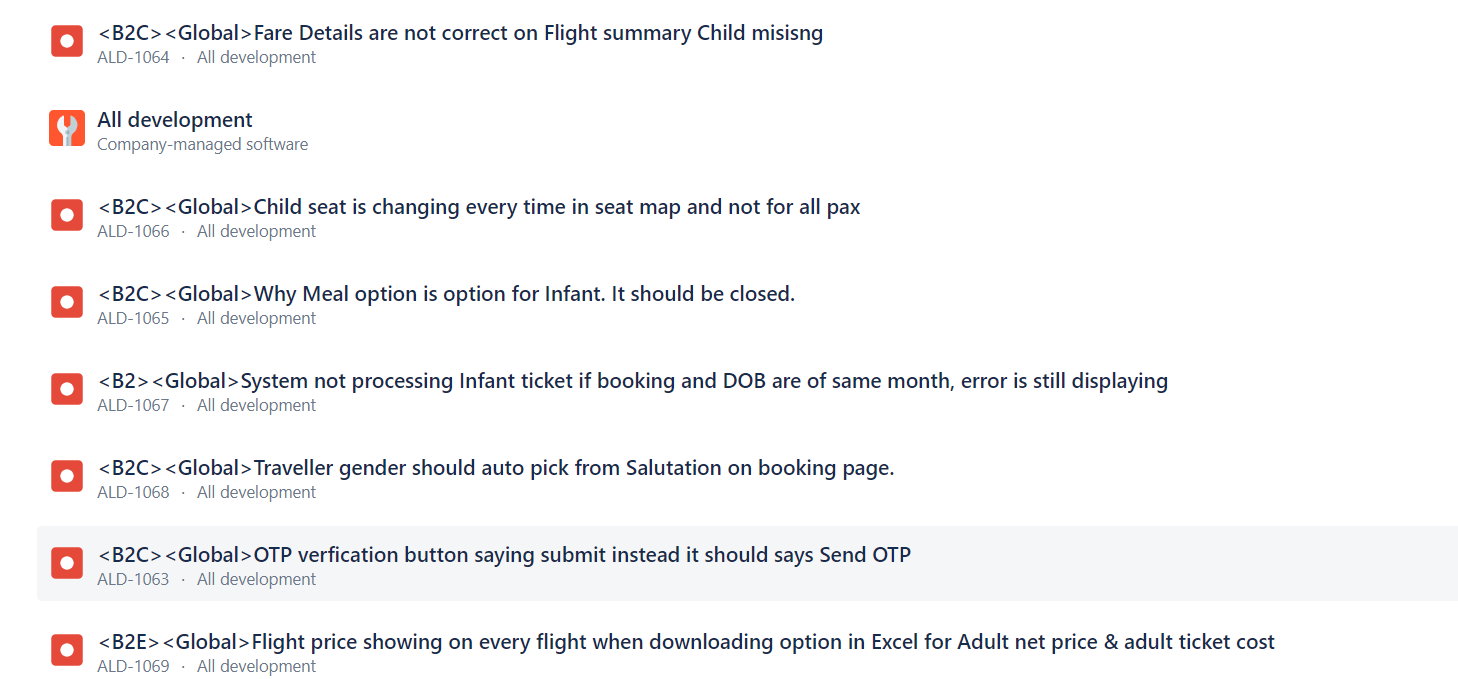 <B2C><Global>Fare Details are not correct on Flight summary Child misisng
ALD-1064 · All development
All development
Company-managed software
<B2C><Global>Child seat is changing every time in seat map and not for all pax
ALD-1066 · All development
<B2C><Global>Why Meal option is option for Infant. It should be closed.
ALD-1065 · All development
<B2><Global>System not processing Infant ticket if booking and DOB are of same month, error is still displaying
ALD-1067 · All development
<B2C><Global>Traveller gender should auto pick from Salutation on booking page.
ALD-1068 · All development
<B2C><Global>OTP verfication button saying submit instead it should says Send OTP
ALD-1063 · All development
<B2E><Global>Flight price showing on every flight when downloading option in Excel for Adult net price & adult ticket cost
ALD-1069 · All development